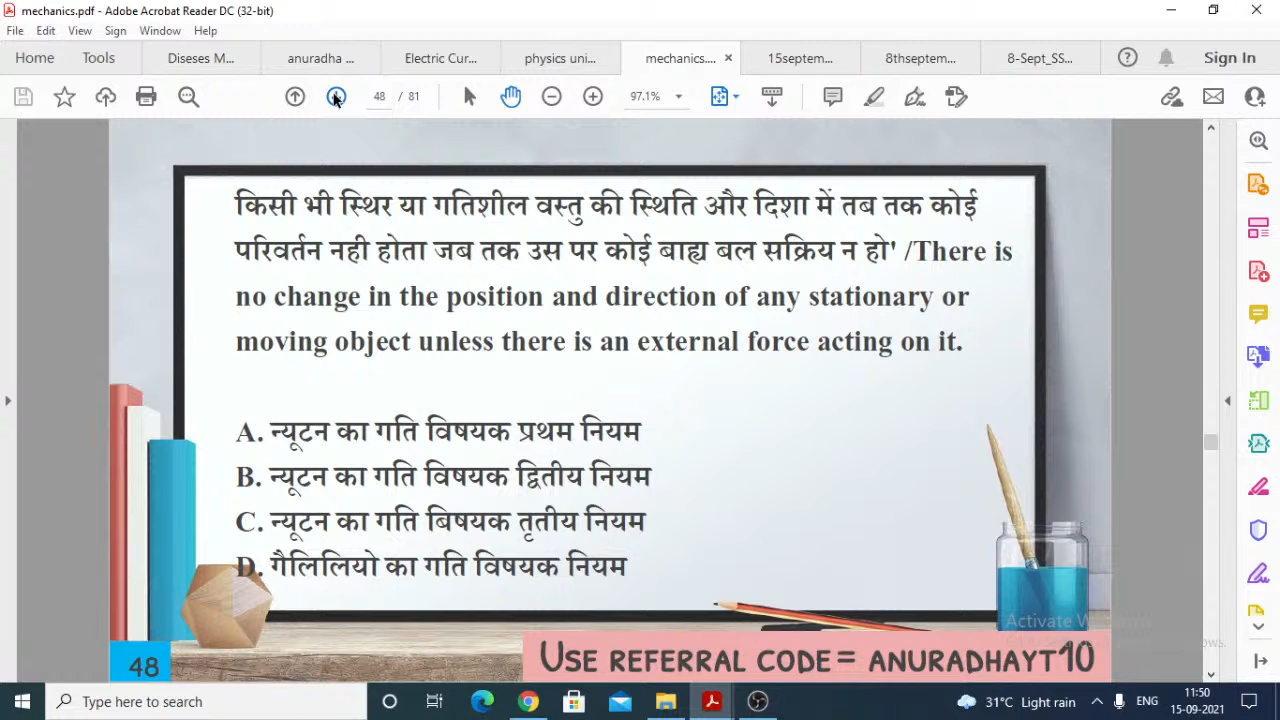 mechanics.pdf - Adobe Acrobat Reader DC (32-bit)
File Edit View Sign Window Help
Home Tools Diseses M... anuradha ... Electric Cur... physics uni... mechanics.... × 15septem... 8thseptem... 8-Sept_SS... Sign In
48 / 81 97.1%
किसी भी स्थिर या गतिशील वस्तु की स्थिति और दिशा में तब तक कोई
परिवर्तन नही होता जब तक उस पर कोई बाह्य बल सक्रिय न हो' /There is
no change in the position and direction of any stationary or
moving object unless there is an external force acting on it.
A. न्यूटन का गति विषयक प्रथम नियम
B. न्यूटन का गति विषयक द्वितीय नियम
C. न्यूटन का गति बिषयक तृतीय नियम
D. गैलिलियो का गति विषयक नियम
Activate W
ows.
48
USE REFERRAL CODE= ANURADHAYT10
Type here to search
31°C Light rain ENG 11:50
15-09-2021